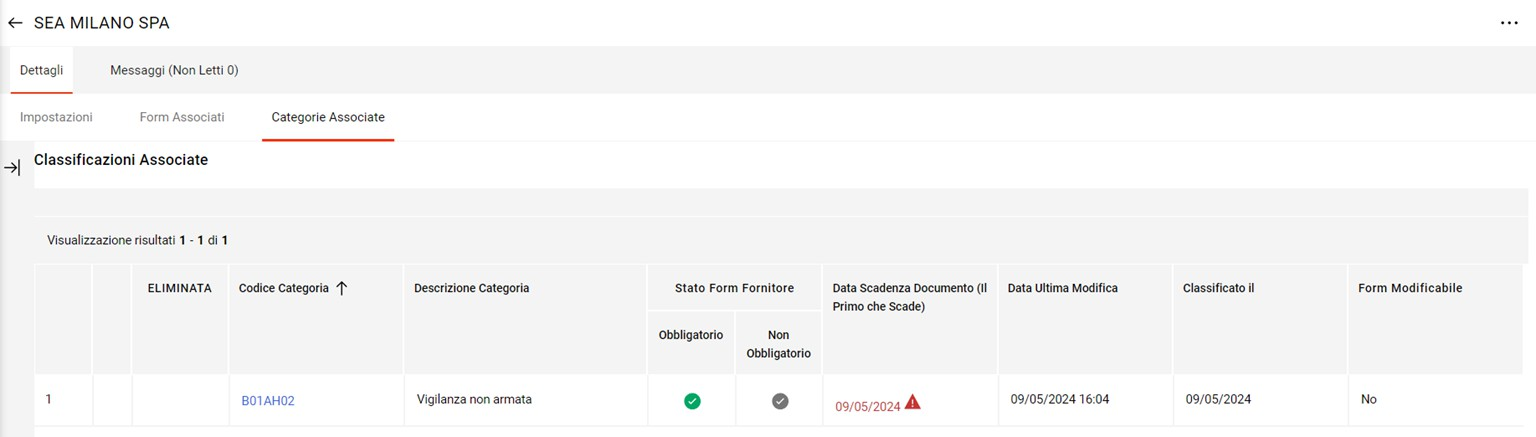 SEA MILANO SPA
Dettagli
Messaggi (Non Letti 0)
Impostazioni
Form Associati
Categorie Associate
Classificazioni Associate
Visualizzazione risultati 1 - 1 di 1
ELIMINATA
Codice Categoria
Descrizione Categoria
Stato Form Fornitore
Obbligatorio
Non
Obbligatorio
Data Scadenza Documento (Il
Primo che Scade)
Data Ultima Modifica
Classificato il
Form Modificabile
1
B01AH02
Vigilanza non armata
09/05/2024
09/05/2024 16:04
09/05/2024
No